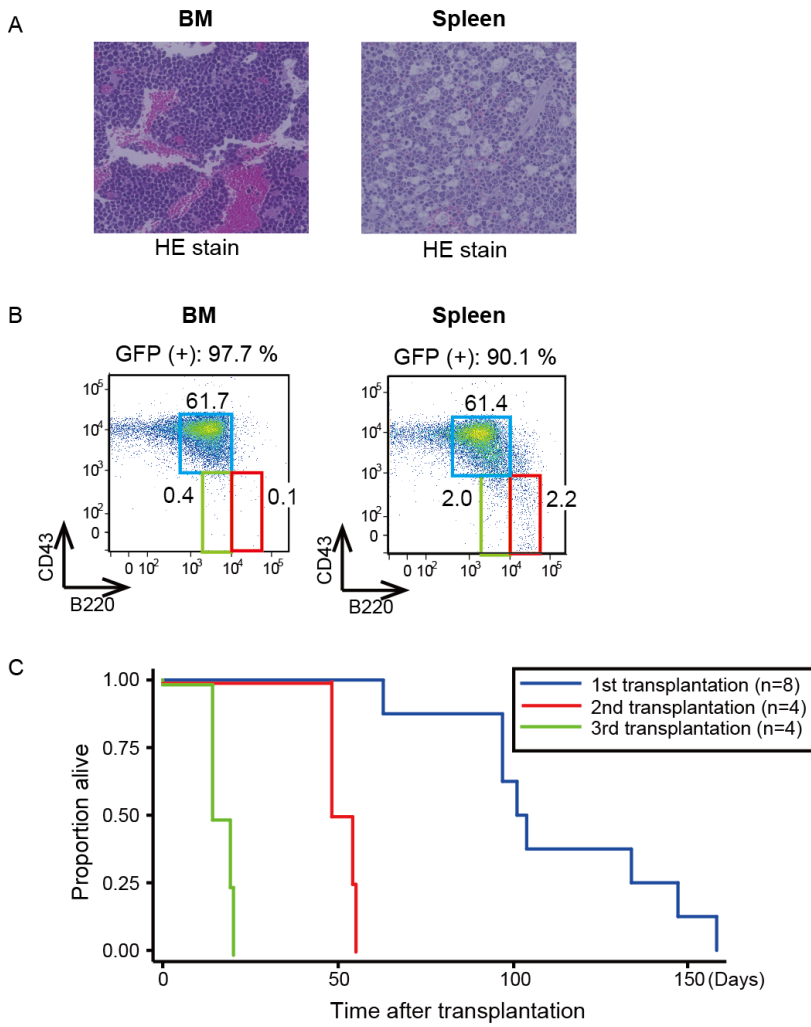 A
BM
Spleen
HE stain
HE stain
B
BM
Spleen
GFP (+): 97.7 %
GFP (+): 90.1 %
10⁵
10⁴
10³
10²
0
61.7
0.4
0.1
0 10² 10³ 10⁴ 10⁵
CD43
B220
10⁵
10⁴
10³
10²
0
61.4
2.0
2.2
0 10² 10³ 10⁴ 10⁵
CD43
B220
C
1st transplantation (n=8)
2nd transplantation (n=4)
3rd transplantation (n=4)
1.00
0.75
0.50
0.25
0.00
Proportion alive
0 50 100 150 (Days)
Time after transplantation